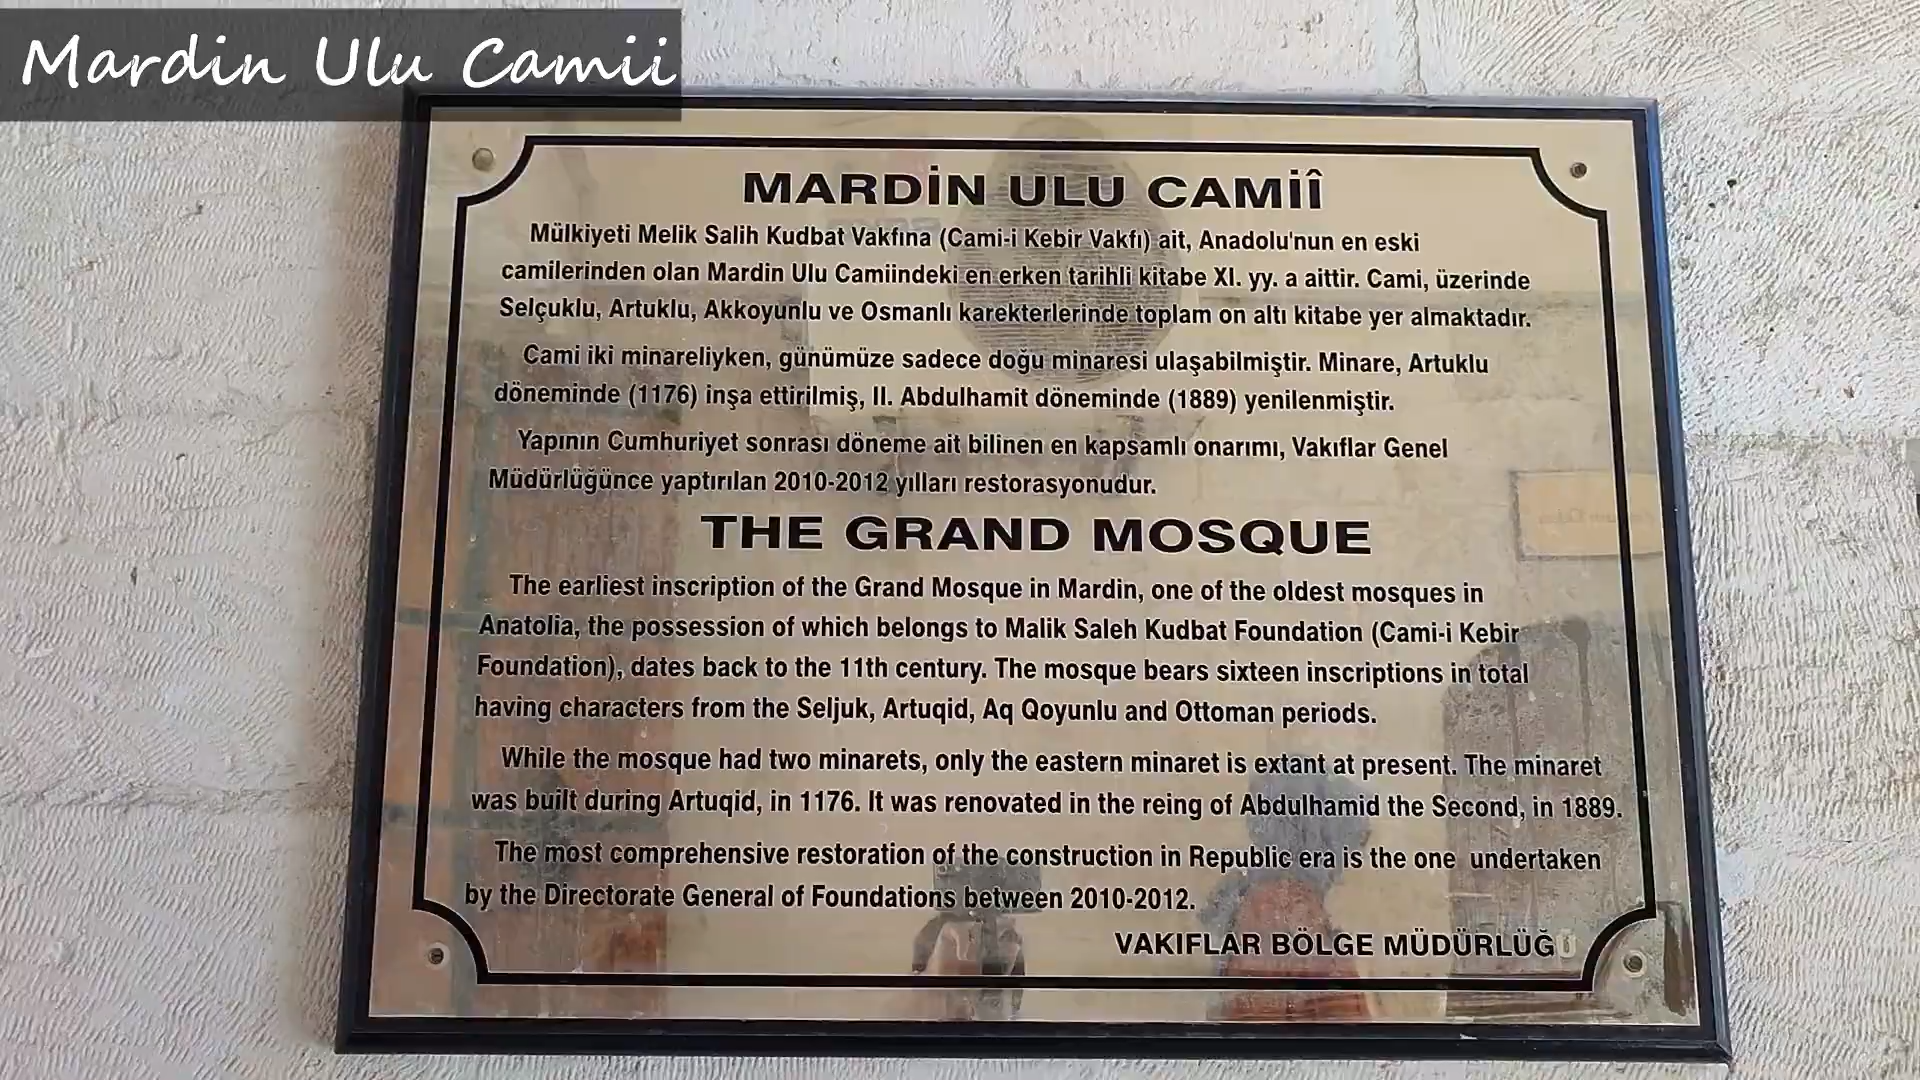 Mardin Ulu Camii
MARDİN ULU CAMİÎ
Mülkiyeti Melik Salih Kudbat Vakfına (Cami-i Kebir Vakfı) ait, Anadolu'nun en eski
camilerinden olan Mardin Ulu Camiindeki en erken tarihli kitabe XI. yy. a aittir. Cami, üzerinde
Selçuklu, Artuklu, Akkoyunlu ve Osmanlı karekterlerinde toplam on altı kitabe yer almaktadır.
Cami iki minareliyken, günümüze sadece doğu minaresi ulaşabilmiştir. Minare, Artuklu
döneminde (1176) inşa ettirilmiş, II. Abdulhamit döneminde (1889) yenilenmiştir.
Yapının Cumhuriyet sonrası döneme ait bilinen en kapsamlı onarımı, Vakıflar Genel
Müdürlüğünce yaptırılan 2010-2012 yılları restorasyonudur.
THE GRAND MOSQUE
The earliest inscription of the Grand Mosque in Mardin, one of the oldest mosques in
Anatolia, the possession of which belongs to Malik Saleh Kudbat Foundation (Cami-i Kebir
Foundation), dates back to the 11th century. The mosque bears sixteen inscriptions in total
having characters from the Seljuk, Artuqid, Aq Qoyunlu and Ottoman periods.
While the mosque had two minarets, only the eastern minaret is extant at present. The minaret
was built during Artuqid, in 1176. It was renovated in the reing of Abdulhamid the Second, in 1889.
The most comprehensive restoration of the construction in Republic era is the one undertaken
by the Directorate General of Foundations between 2010-2012.
VAKIFLAR BÖLGE MÜDÜRLÜĞÜ